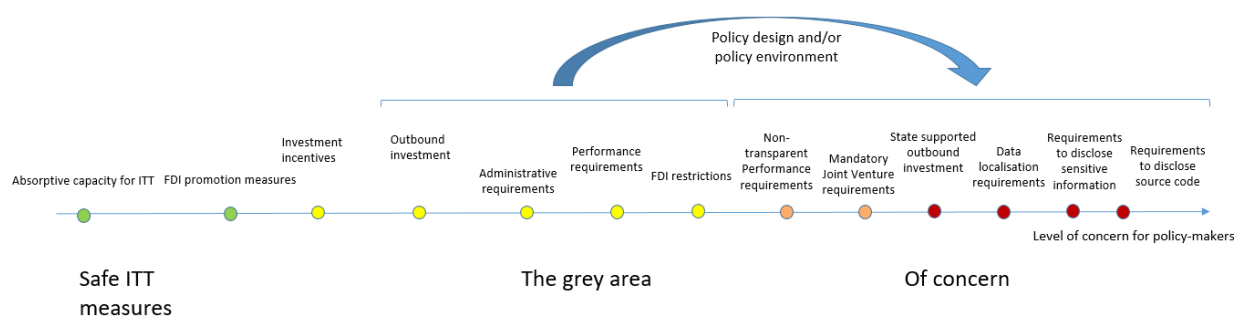 Policy design and/or
policy environment
Absorptive capacity for ITT
FDI promotion measures
Investment
incentives
Outbound
investment
Administrative
requirements
Performance
requirements
FDI restrictions
Non-
transparent
Performance
requirements
Mandatory
Joint Venture
requirements
State supported
outbound
investment
Data
localisation
requirements
Requirements
to disclose
sensitive
information
Requirements
to disclose
source code
Level of concern for policy-makers
Safe ITT
measures
The grey area
Of concern